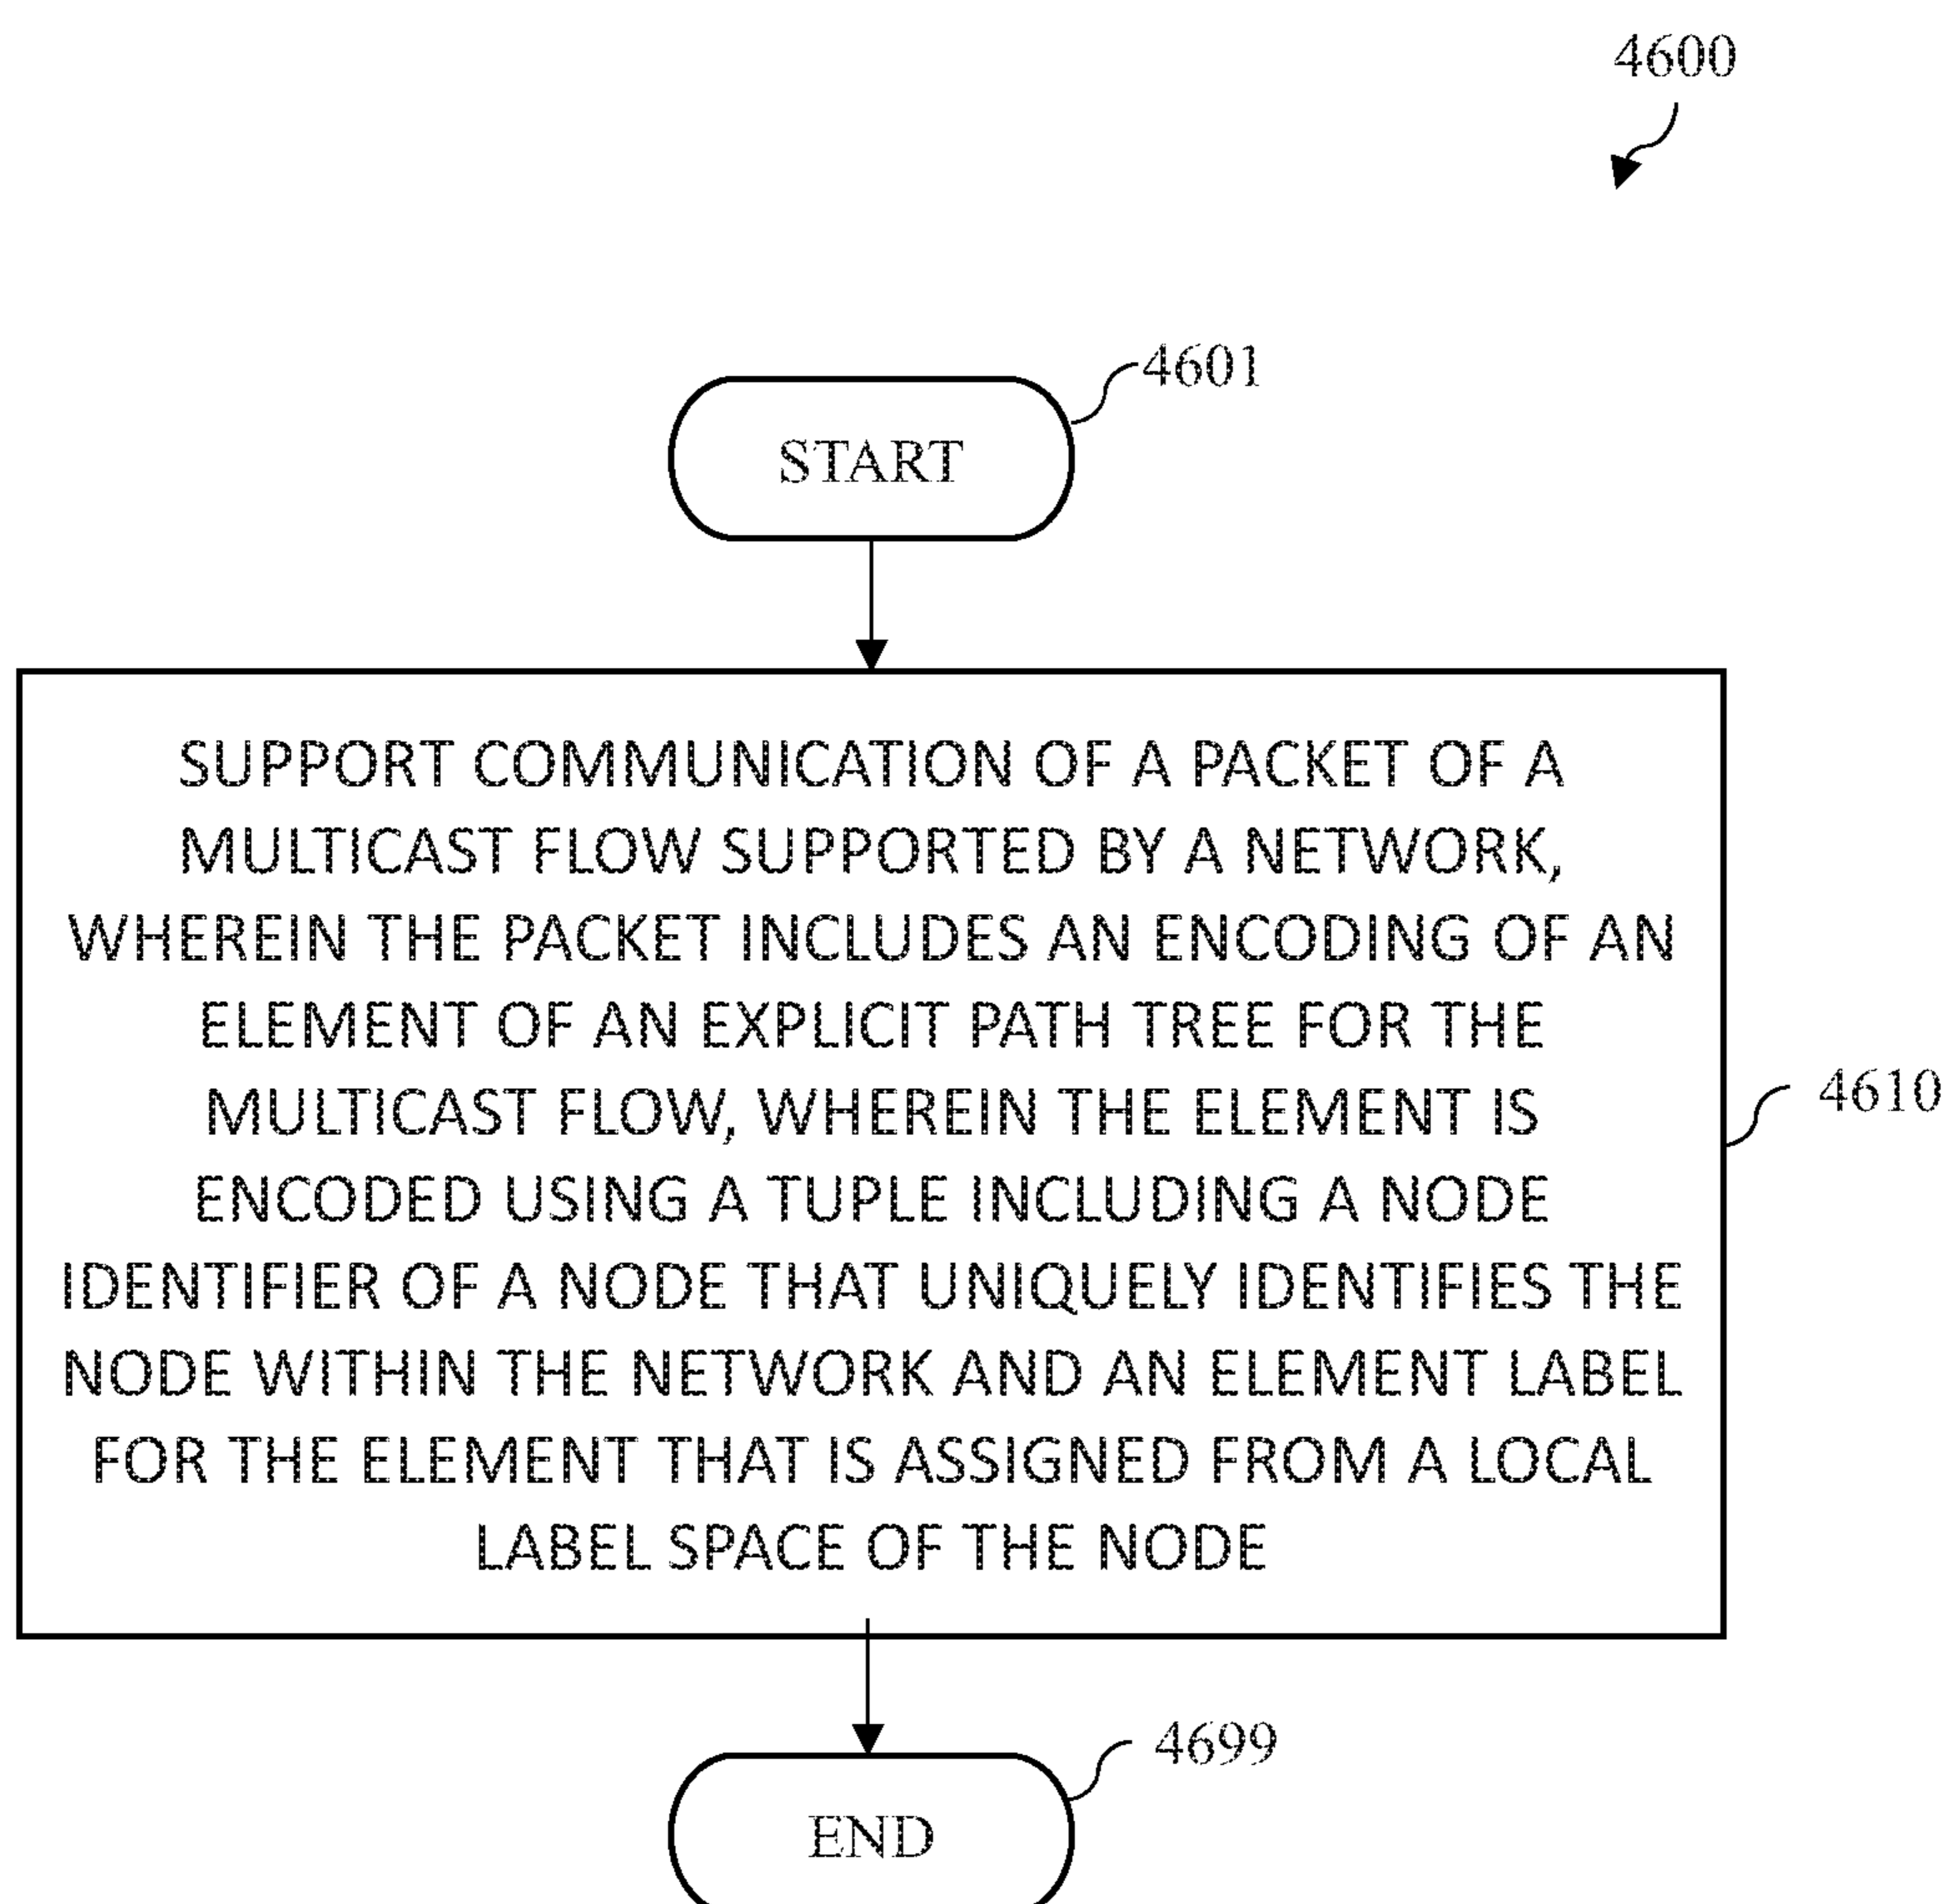 4600
4601
START
SUPPORT COMMUNICATION OF A PACKET OF A
MULTICAST FLOW SUPPORTED BY A NETWORK,
WHEREIN THE PACKET INCLUDES AN ENCODING OF AN
ELEMENT OF AN EXPLICIT PATH TREE FOR THE
MULTICAST FLOW, WHEREIN THE ELEMENT IS
ENCODED USING A TUPLE INCLUDING A NODE
IDENTIFIER OF A NODE THAT UNIQUELY IDENTIFIES THE
NODE WITHIN THE NETWORK AND AN ELEMENT LABEL
FOR THE ELEMENT THAT IS ASSIGNED FROM A LOCAL
LABEL SPACE OF THE NODE
4610
4699
END